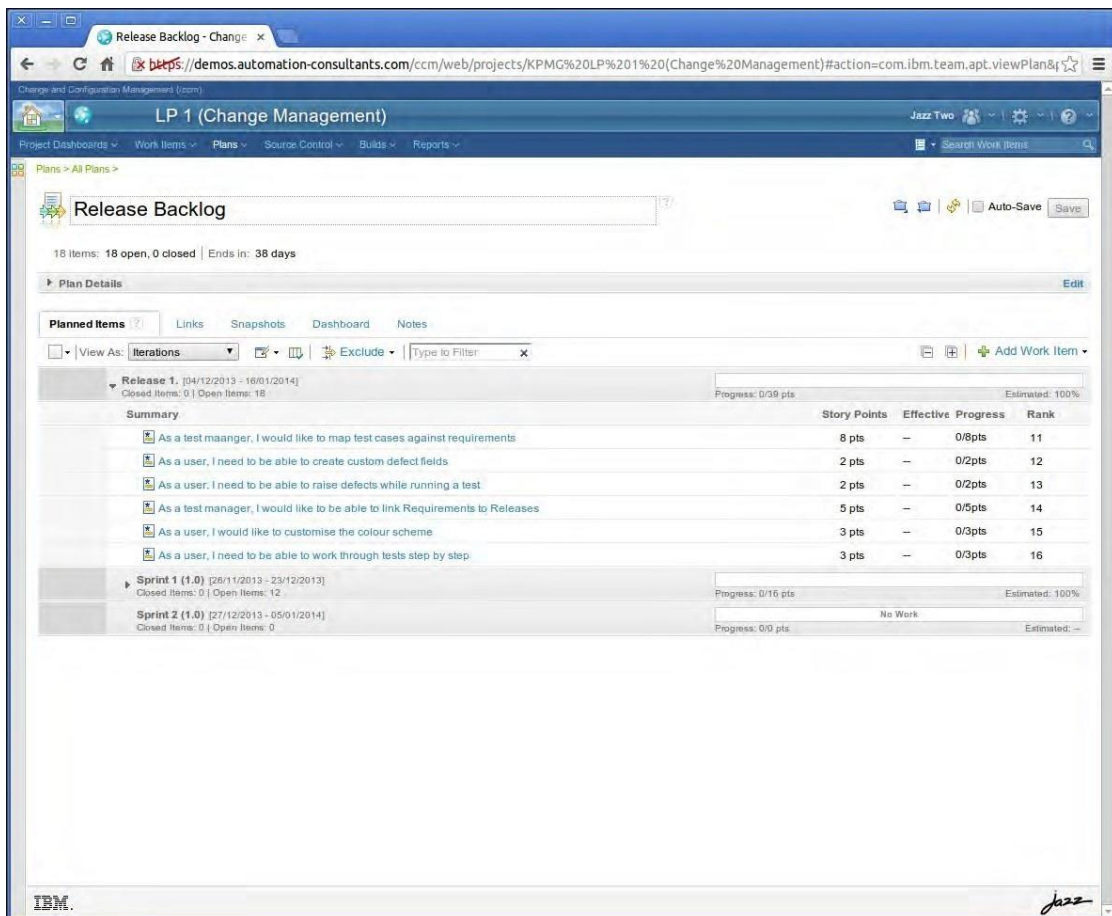 Release Backlog - Change
https://demos.automation-consultants.com/ccm/web/projects/KPMG%20LP%201%20(Change%20Management)#action=com.ibm.team.apt.viewPlan&
Change and Configuration Management (/ccm)
LP 1 (Change Management)
Jazz Two
Project Dashboards Work Items Plans Source Control Builds Reports
Search Work Items
Plans > All Plans >
Release Backlog
Auto-Save Save
18 items: 18 open, 0 closed | Ends in: 38 days
Plan Details Edit
Planned Items Links Snapshots Dashboard Notes
View As: Iterations Exclude Type to Filter x Add Work Item
Release 1. [04/12/2013 - 16/01/2014]
Closed Items: 0 | Open Items: 18 Progress: 0/39 pts Estimated: 100%
Summary Story Points Effective Progress Rank
As a test maanger, I would like to map test cases against requirements 8 pts -- 0/8pts 11
As a user, I need to be able to create custom defect fields 2 pts -- 0/2pts 12
As a user, I need to be able to raise defects while running a test 2 pts -- 0/2pts 13
As a test manager, I would like to be able to link Requirements to Releases 5 pts -- 0/5pts 14
As a user, I would like to customise the colour scheme 3 pts -- 0/3pts 15
As a user, I need to be able to work through tests step by step 3 pts -- 0/3pts 16
Sprint 1 (1.0) [26/11/2013 - 23/12/2013]
Closed Items: 0 | Open Items: 12 Progress: 0/16 pts Estimated: 100%
Sprint 2 (1.0) [27/12/2013 - 05/01/2014] No Work
Closed Items: 0 | Open Items: 0 Progress: 0/0 pts Estimated: --
IBM. jazz